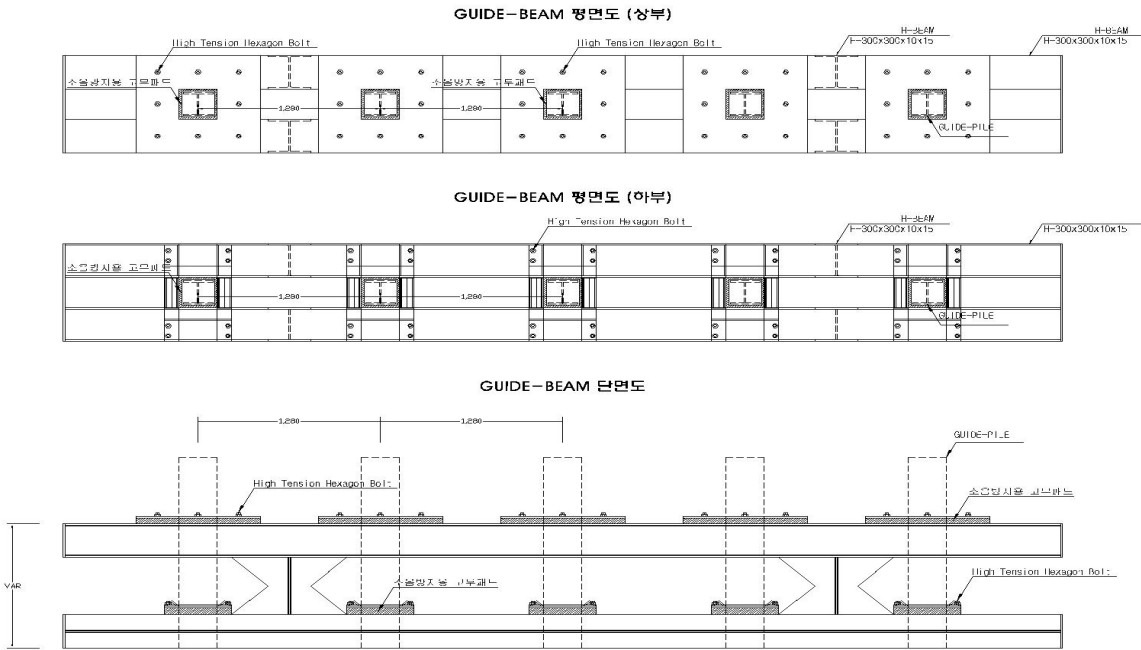 GUIDE-BEAM 평면도 (상부)
H-BEAM
H-300x300x10x15
H-BEAM
H-300x300x10x15
High Tension Hexagon Bolt
High Tension Hexagon Bolt
소음방지용 고무패드
소음방지용 고무패드
1,280
1,280
GUIDE-PILE
GUIDE-BEAM 평면도 (하부)
High Tension Hexagon Bolt
H-BEAM
H-300x300x10x15
H-BEAM
H-300x300x10x15
소음방지용 고무패드
1,280
1,280
GUIDE-PILE
GUIDE-BEAM 단면도
1,280
1,280
GUIDE-PILE
High Tension Hexagon Bolt
소음방지용 고무패드
VAR
소음방지용 고무패드
High Tension Hexagon Bolt